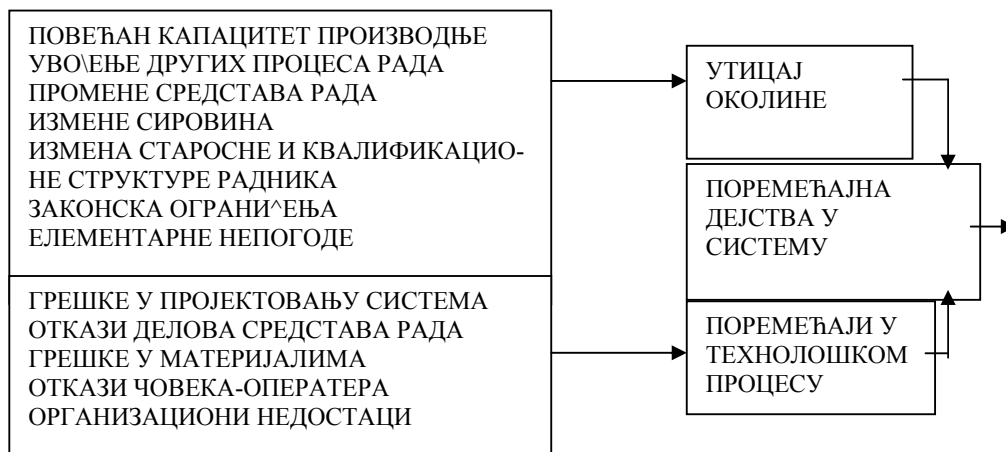 ПОВЕЋАН КАПАЦИТЕТ ПРОИЗВОДЊЕ
УВО\ЕЊЕ ДРУГИХ ПРОЦЕСА РАДА
ПРОМЕНЕ СРЕДСТАВА РАДА
ИЗМЕНЕ СИРОВИНА
ИЗМЕНА СТАРОСНЕ И КВАЛИФИКАЦИО-
НЕ СТРУКТУРЕ РАДНИКА
ЗАКОНСКА ОГРАНИ^ЕЊА
ЕЛЕМЕНТАРНЕ НЕПОГОДЕ
ГРЕШКЕ У ПРОЈЕКТОВАЊУ СИСТЕМА
ОТКАЗИ ДЕЛОВА СРЕДСТАВА РАДА
ГРЕШКЕ У МАТЕРИЈАЛИМА
ОТКАЗИ ЧОВЕКА-ОПЕРАТЕРА
ОРГАНИЗАЦИОНИ НЕДОСТАЦИ
УТИЦАЈ
ОКОЛИНЕ
ПОРЕМЕЋАЈНА
ДЕЈСТВА У
СИСТЕМУ
ПОРЕМЕЋАЈИ У
ТЕХНОЛОШКОМ
ПРОЦЕСУ